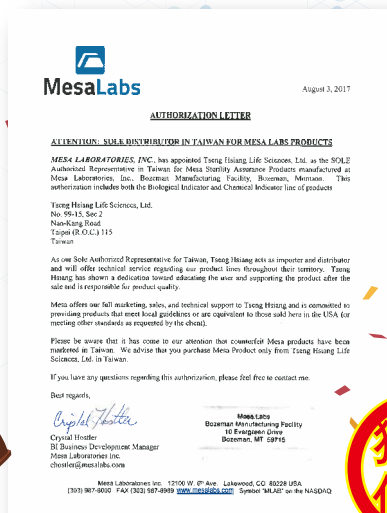 MesaLabs
August 3, 2017
AUTHORIZATION LETTER
ATTENTION: SOLE DISTRIBUTOR IN TAIWAN FOR MESA LABS PRODUCTS
MESA LABORATORIES, INC., has appointed Tseng Hsiang Life Sciences, Ltd. as the SOLE
Authorized Representative in Taiwan for Mesa Sterility Assurance Products manufactured at
Mesa Laboratories, Inc., Bozeman Manufacturing Facility, Bozeman, Montana. This
authorization includes both the Biological Indicator and Chemical Indicator line of products
Tseng Hsiang Life Sciences, Ltd.
No. 99-15, Sec 2
Nan-Kang Road
Taipei (R.O.C.) 115
Taiwan
As our Sole Authorized Representative for Taiwan, Tseng Hsiang acts as importer and distributor
and will offer technical service regarding our product lines throughout their territory. Tseng
Hsiang has shown a dedication toward educating the user and supporting the product after the
sale and is responsible for product quality.
Mesa offers our full marketing, sales, and technical support to Tseng Hsiang and is committed to
providing products that meet local guidelines or are equivalent to those sold here in the USA (or
meeting other standards as requested by the client).
Please be aware that it has come to our attention that counterfeit Mesa products have been
marketed in Taiwan. We advise that you purchase Mesa Product only from Tseng Hsiang Life
Sciences, Ltd. in Taiwan.
If you have any questions regarding this authorization, please feel free to contact me.
Best regards,
Crystal Hostler
Crystal Hostler
BI Business Development Manager
Mesa Laboratories Inc.
chostler@mesalabs.com
Mesa Labs
Bozeman Manufacturing Facility
10 Evergreen Drive
Bozeman, MT 59715
Mesa Laboratories Inc. 12100 W. 6th Ave. Lakewood, CO 80228 USA
(303) 987-8000 FAX (303) 987-8989 www.mesalabs.com Symbol "MLAB" on the NASDAQ